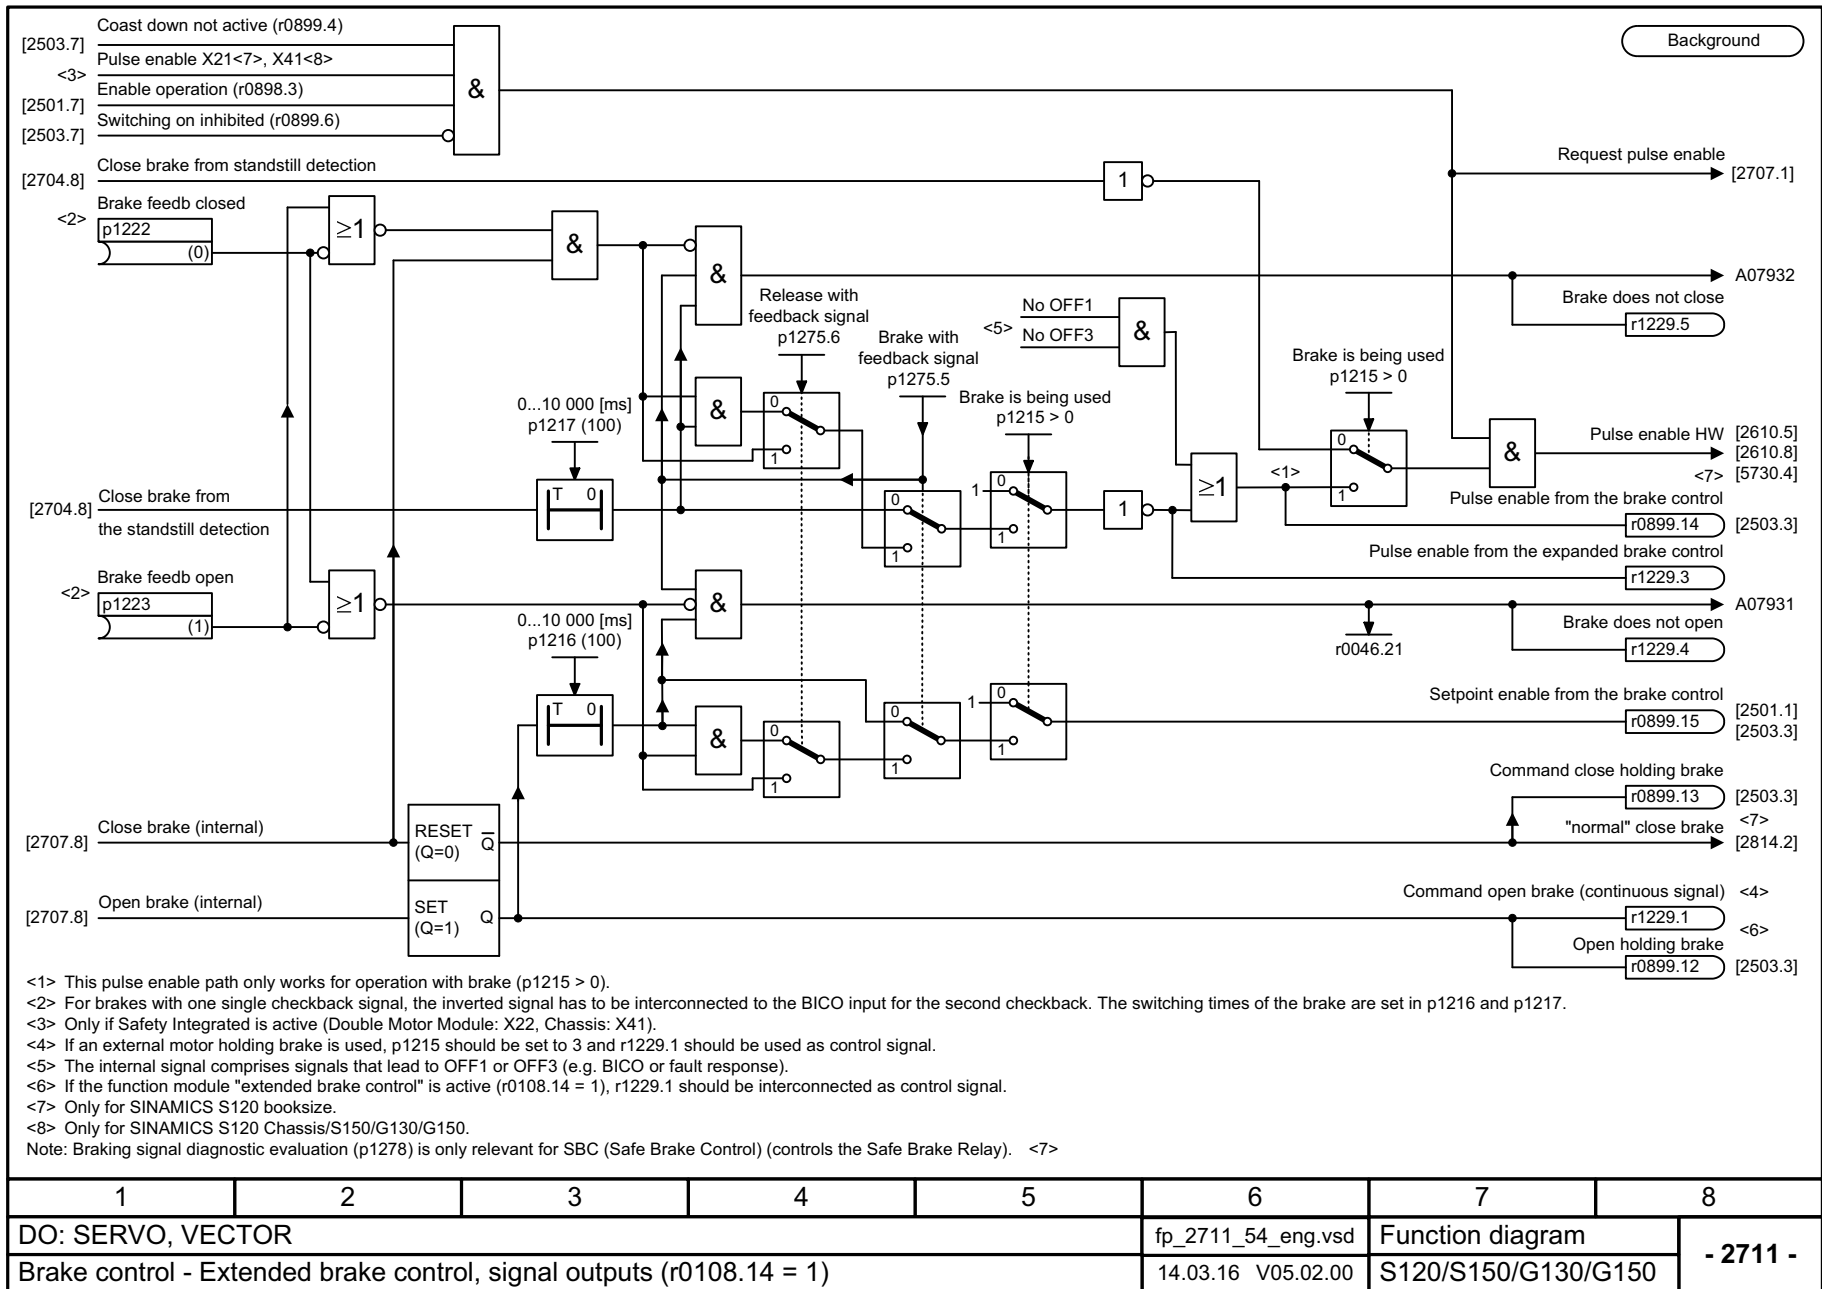 Coast down not active (r0899.4)
[2503.7]
Pulse enable X21<7>, X41<8>
<3>
Enable operation (r0898.3)
[2501.7]
Switching on inhibited (r0899.6)
[2503.7]
&
Background
Close brake from standstill detection
[2704.8]
1
Request pulse enable
[2707.1]
Brake feedb closed
<2>
p1222
(0)
≥1
&
&
A07932
Brake does not close
r1229.5
Release with
feedback signal
p1275.6
Brake with
feedback signal
p1275.5
<5>
No OFF1
No OFF3
&
Brake is being used
p1215 > 0
0...10 000 [ms]
p1217 (100)
&
0
1
Brake is being used
p1215 > 0
0
1
&
Pulse enable HW
[2610.5]
[2610.8]
<7> [5730.4]
Close brake from
[2704.8]
the standstill detection
T 0
0
1
1
0
1
1
≥1
<1>
Pulse enable from the brake control
r0899.14
[2503.3]
Pulse enable from the expanded brake control
r1229.3
Brake feedb open
<2>
p1223
(1)
≥1
&
A07931
Brake does not open
r1229.4
r0046.21
0...10 000 [ms]
p1216 (100)
T 0
&
0
1
0
1
1
0
1
Setpoint enable from the brake control
r0899.15
[2501.1]
[2503.3]
Command close holding brake
r0899.13
[2503.3]
<7>
Close brake (internal)
[2707.8]
RESET
(Q=0)
Q
"normal" close brake
[2814.2]
Open brake (internal)
[2707.8]
SET
(Q=1)
Q
Command open brake (continuous signal) <4>
r1229.1
<6>
Open holding brake
r0899.12
[2503.3]
<1> This pulse enable path only works for operation with brake (p1215 > 0).
<2> For brakes with one single checkback signal, the inverted signal has to be interconnected to the BICO input for the second checkback. The switching times of the brake are set in p1216 and p1217.
<3> Only if Safety Integrated is active (Double Motor Module: X22, Chassis: X41).
<4> If an external motor holding brake is used, p1215 should be set to 3 and r1229.1 should be used as control signal.
<5> The internal signal comprises signals that lead to OFF1 or OFF3 (e.g. BICO or fault response).
<6> If the function module "extended brake control" is active (r0108.14 = 1), r1229.1 should be interconnected as control signal.
<7> Only for SINAMICS S120 booksize.
<8> Only for SINAMICS S120 Chassis/S150/G130/G150.
Note: Braking signal diagnostic evaluation (p1278) is only relevant for SBC (Safe Brake Control) (controls the Safe Brake Relay). <7>
1 2 3 4 5 6 7 8
DO: SERVO, VECTOR
fp_2711_54_eng.vsd
Function diagram
- 2711 -
Brake control - Extended brake control, signal outputs (r0108.14 = 1)
14.03.16 V05.02.00
S120/S150/G130/G150